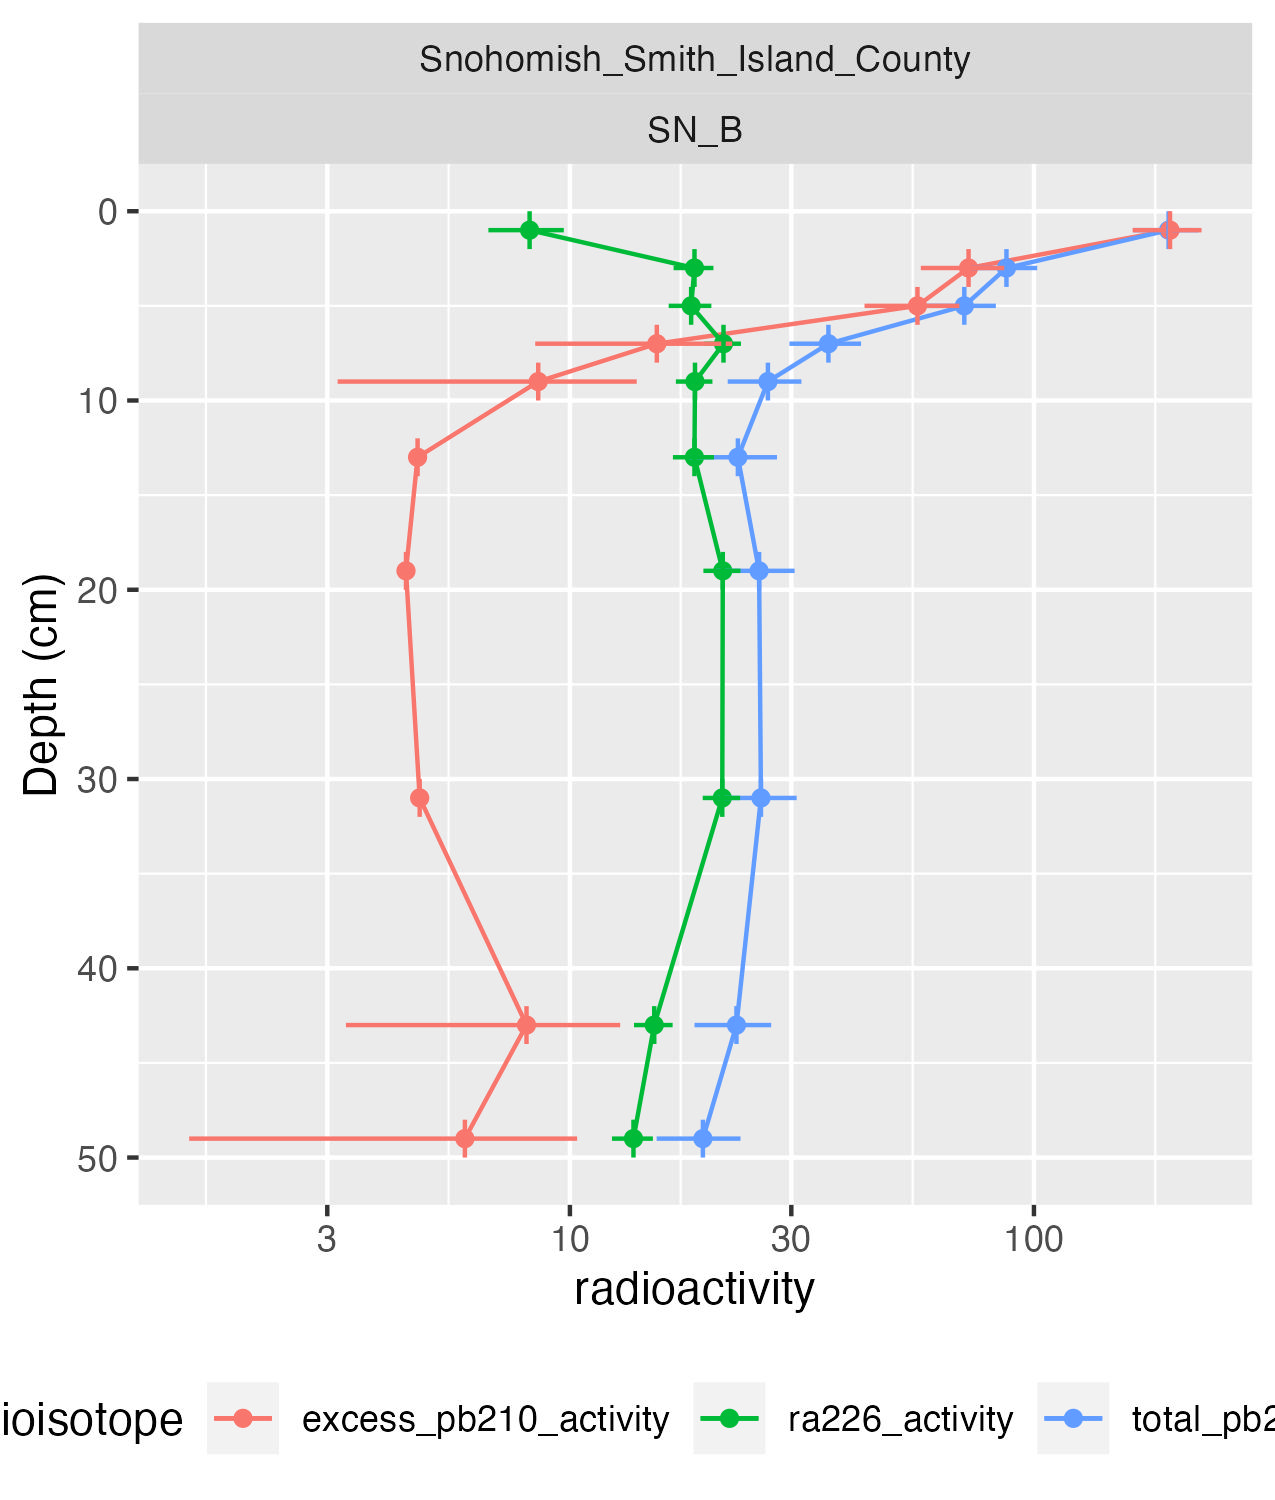 Snohomish_Smith_Island_County
SN_B
0
10
20
30
40
50
Depth (cm)
3 10 30 100
radioactivity
ioisotope excess_pb210_activity ra226_activity total_pb2